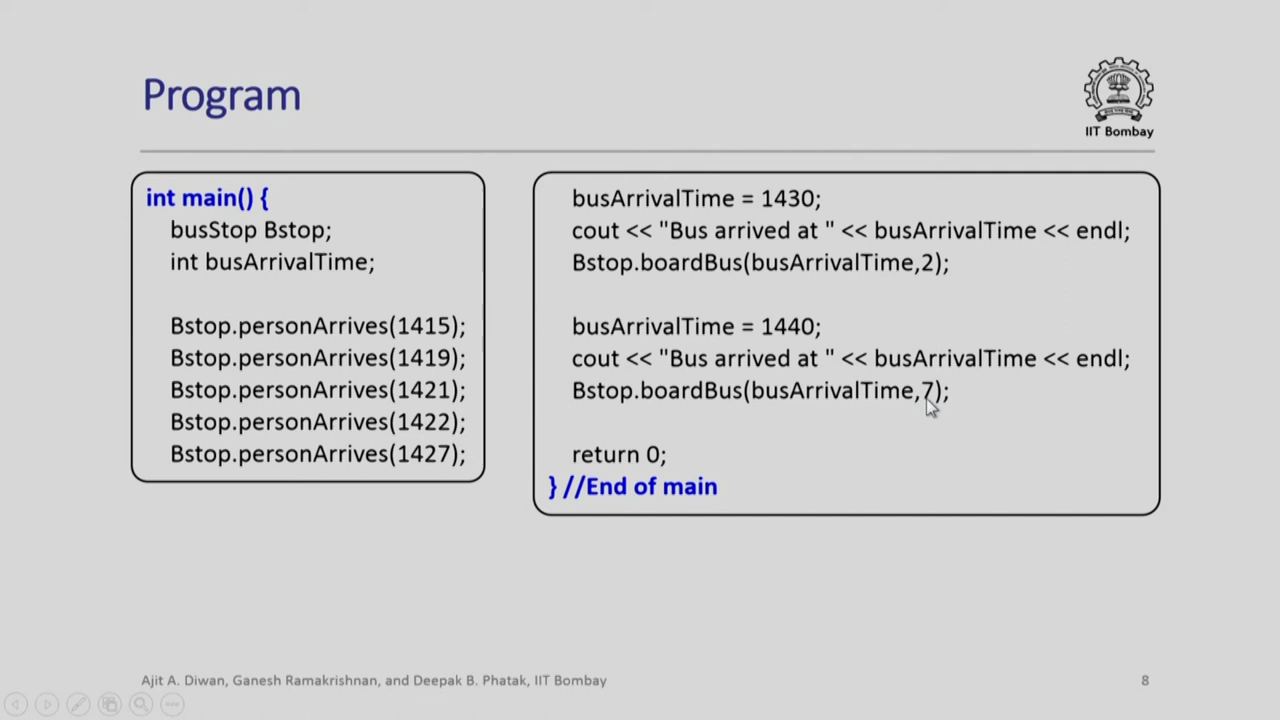 Program
IIT Bombay
int main() {
busStop Bstop;
int busArrivalTime;
Bstop.personArrives(1415);
Bstop.personArrives(1419);
Bstop.personArrives(1421);
Bstop.personArrives(1422);
Bstop.personArrives(1427);
busArrivalTime = 1430;
cout << "Bus arrived at " << busArrivalTime << endl;
Bstop.boardBus(busArrivalTime,2);
busArrivalTime = 1440;
cout << "Bus arrived at " << busArrivalTime << endl;
Bstop.boardBus(busArrivalTime,7);
return 0;
} //End of main
Ajit A. Diwan, Ganesh Ramakrishnan, and Deepak B. Phatak, IIT Bombay
8